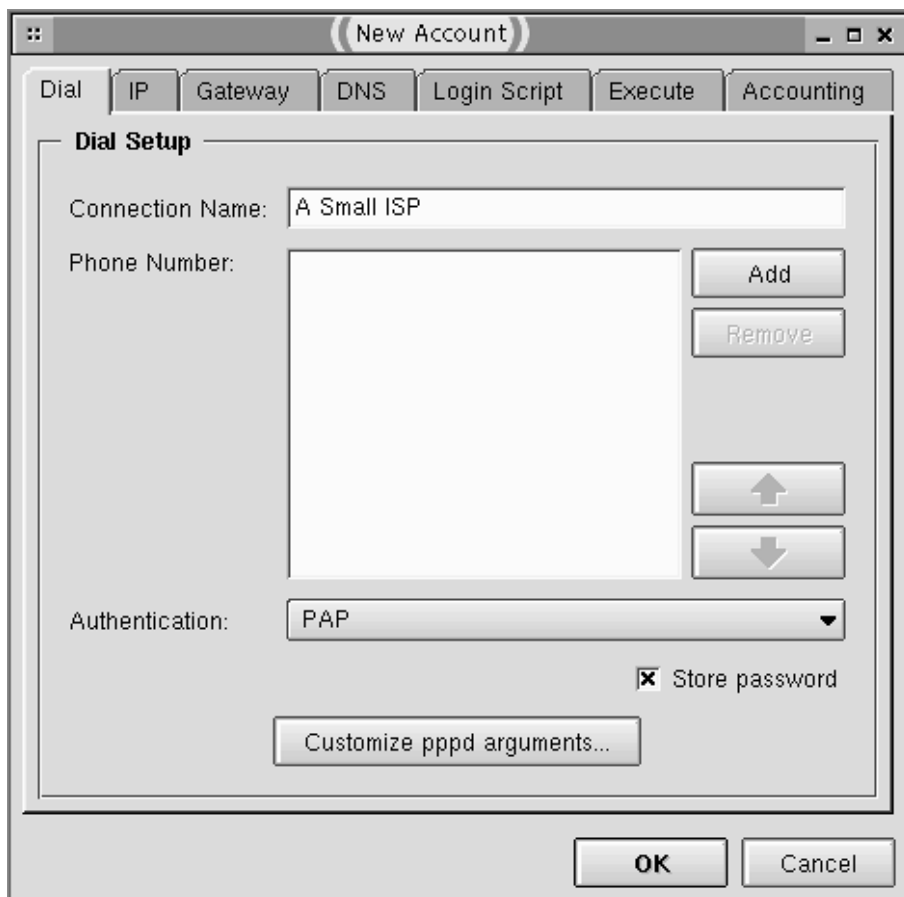 New Account
Dial IP Gateway DNS Login Script Execute Accounting
Dial Setup
Connection Name: A Small ISP
Phone Number: Add
Remove
Authentication: PAP
Store password
Customize pppd arguments...
OK Cancel